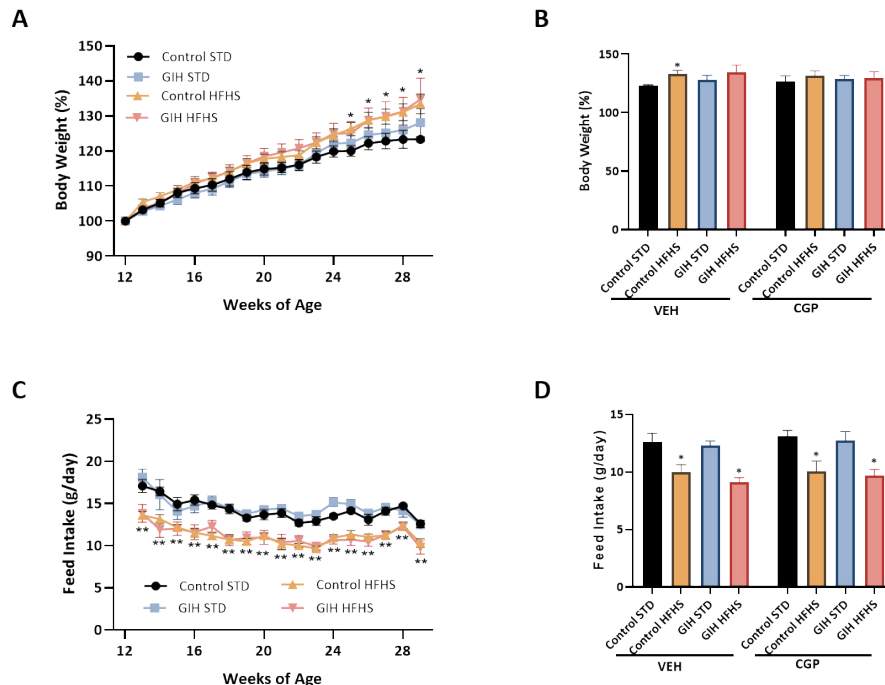 A
150
140
130
120
110
100
90
Body Weight (%)
Control STD
GIH STD
Control HFHS
GIH HFHS
* * * * *
12 16 20 24 28
Weeks of Age
B
150
100
50
0
Body Weight (%)
*
Control STD
Control HFHS
GIH STD
GIH HFHS
Control STD
Control HFHS
GIH STD
GIH HFHS
VEH CGP
C
25
20
15
10
5
0
Feed Intake (g/day)
** ** ** ** ** ** ** ** ** ** ** ** ** ** ** ** **
Control STD Control HFHS
GIH STD GIH HFHS
12 16 20 24 28
Weeks of Age
D
15
10
5
0
Feed Intake (g/day)
* * * *
Control STD
Control HFHS
GIH STD
GIH HFHS
Control STD
Control HFHS
GIH STD
GIH HFHS
VEH CGP